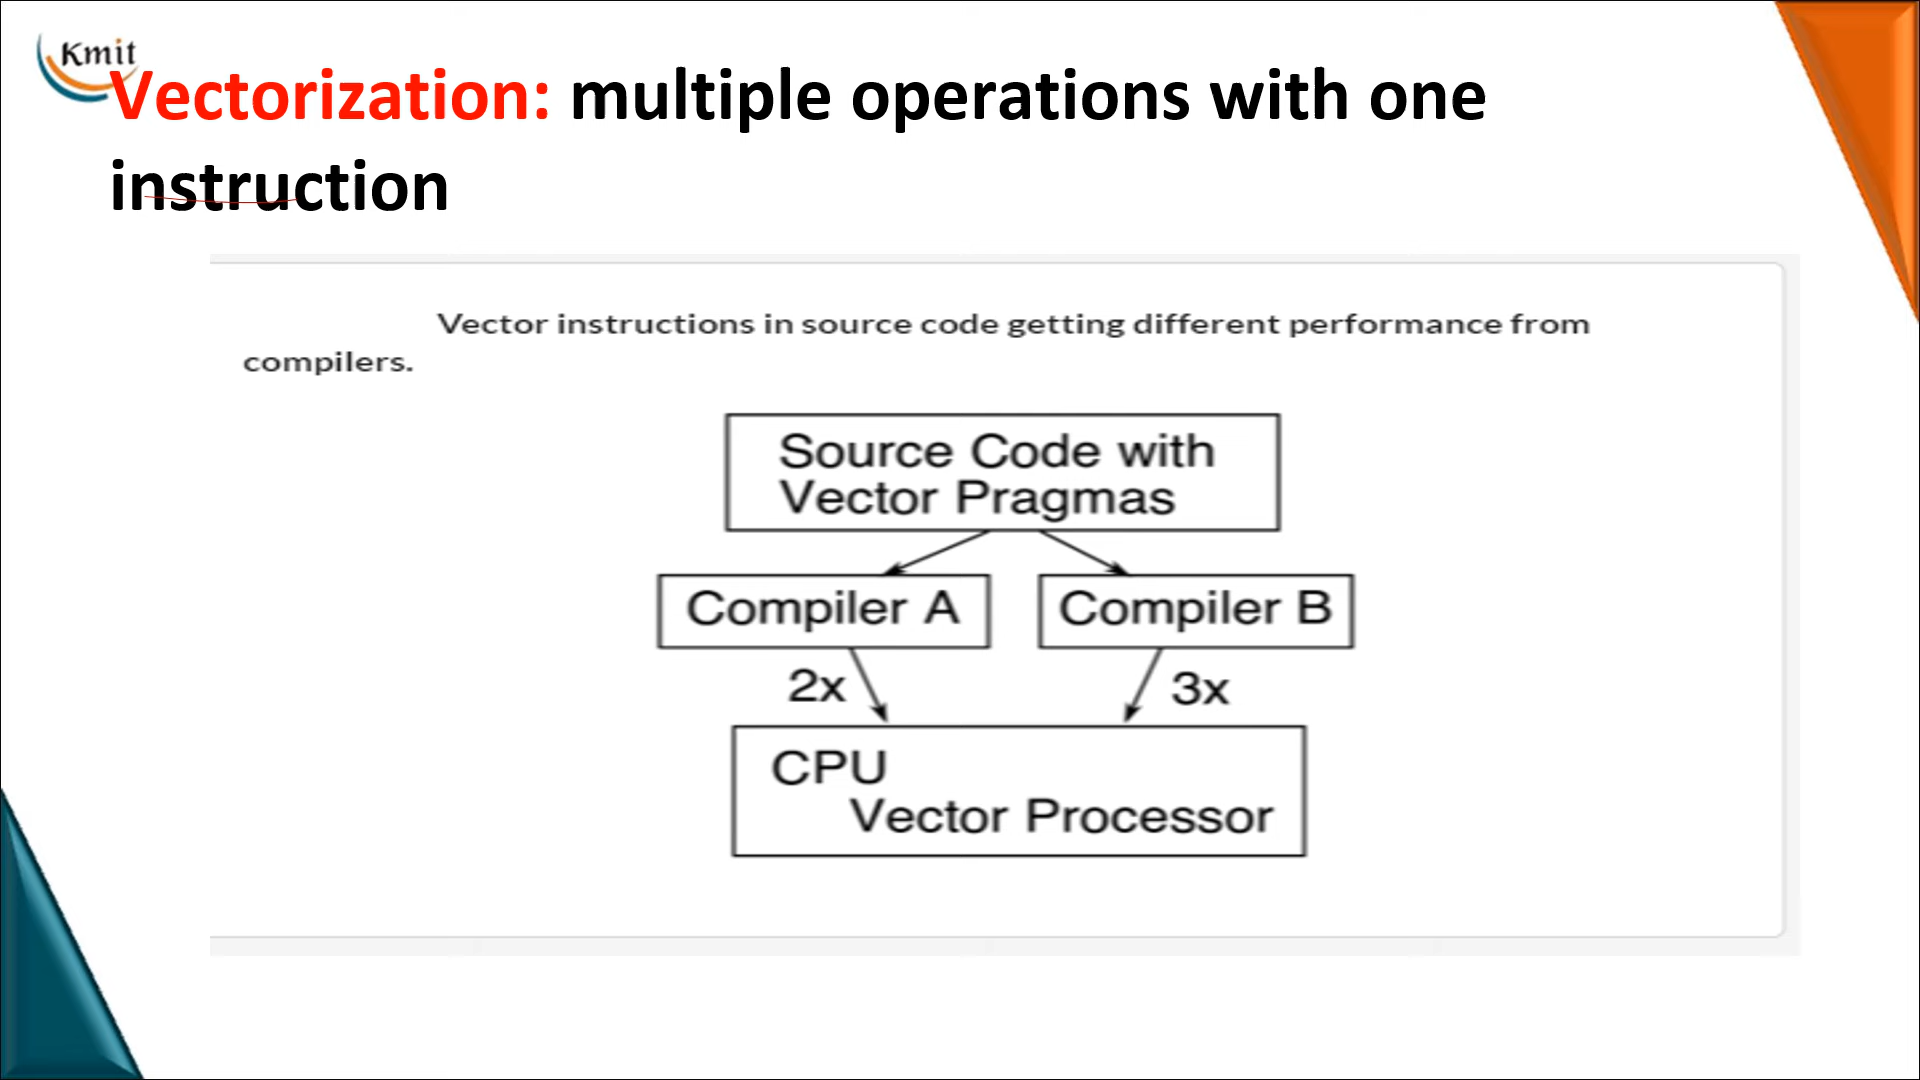 Kmit
Vectorization: multiple operations with one
instruction
Vector instructions in source code getting different performance from
compilers.
Source Code with
Vector Pragmas
Compiler A
Compiler B
2x
3x
CPU
Vector Processor